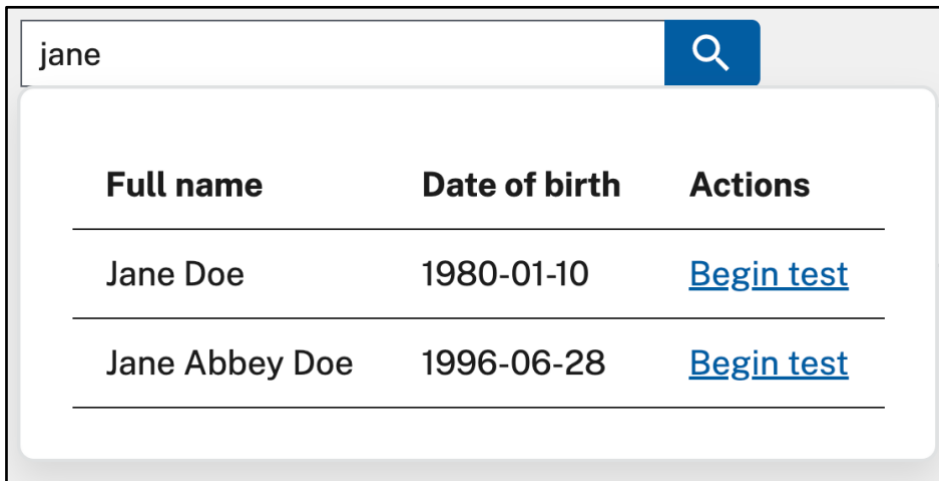 jane
Full name Date of birth Actions
Jane Doe 1980-01-10 Begin test
Jane Abbey Doe 1996-06-28 Begin test